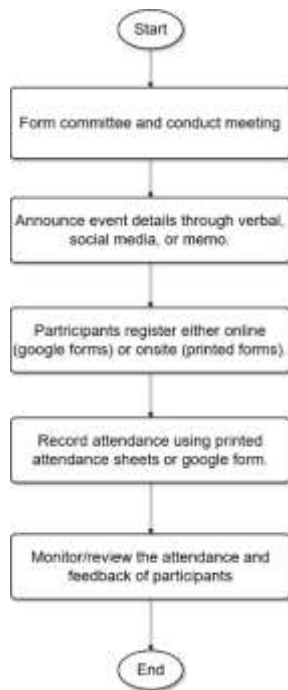 Start
Form committee and conduct meeting
Announce event details through verbal,
social media, or memo.
Partricipants register either online
(google forms) or onsite (printed forms).
Record attendance using printed
attendance sheets or google form.
Monitor/review the attendance and
feedback of participants
End